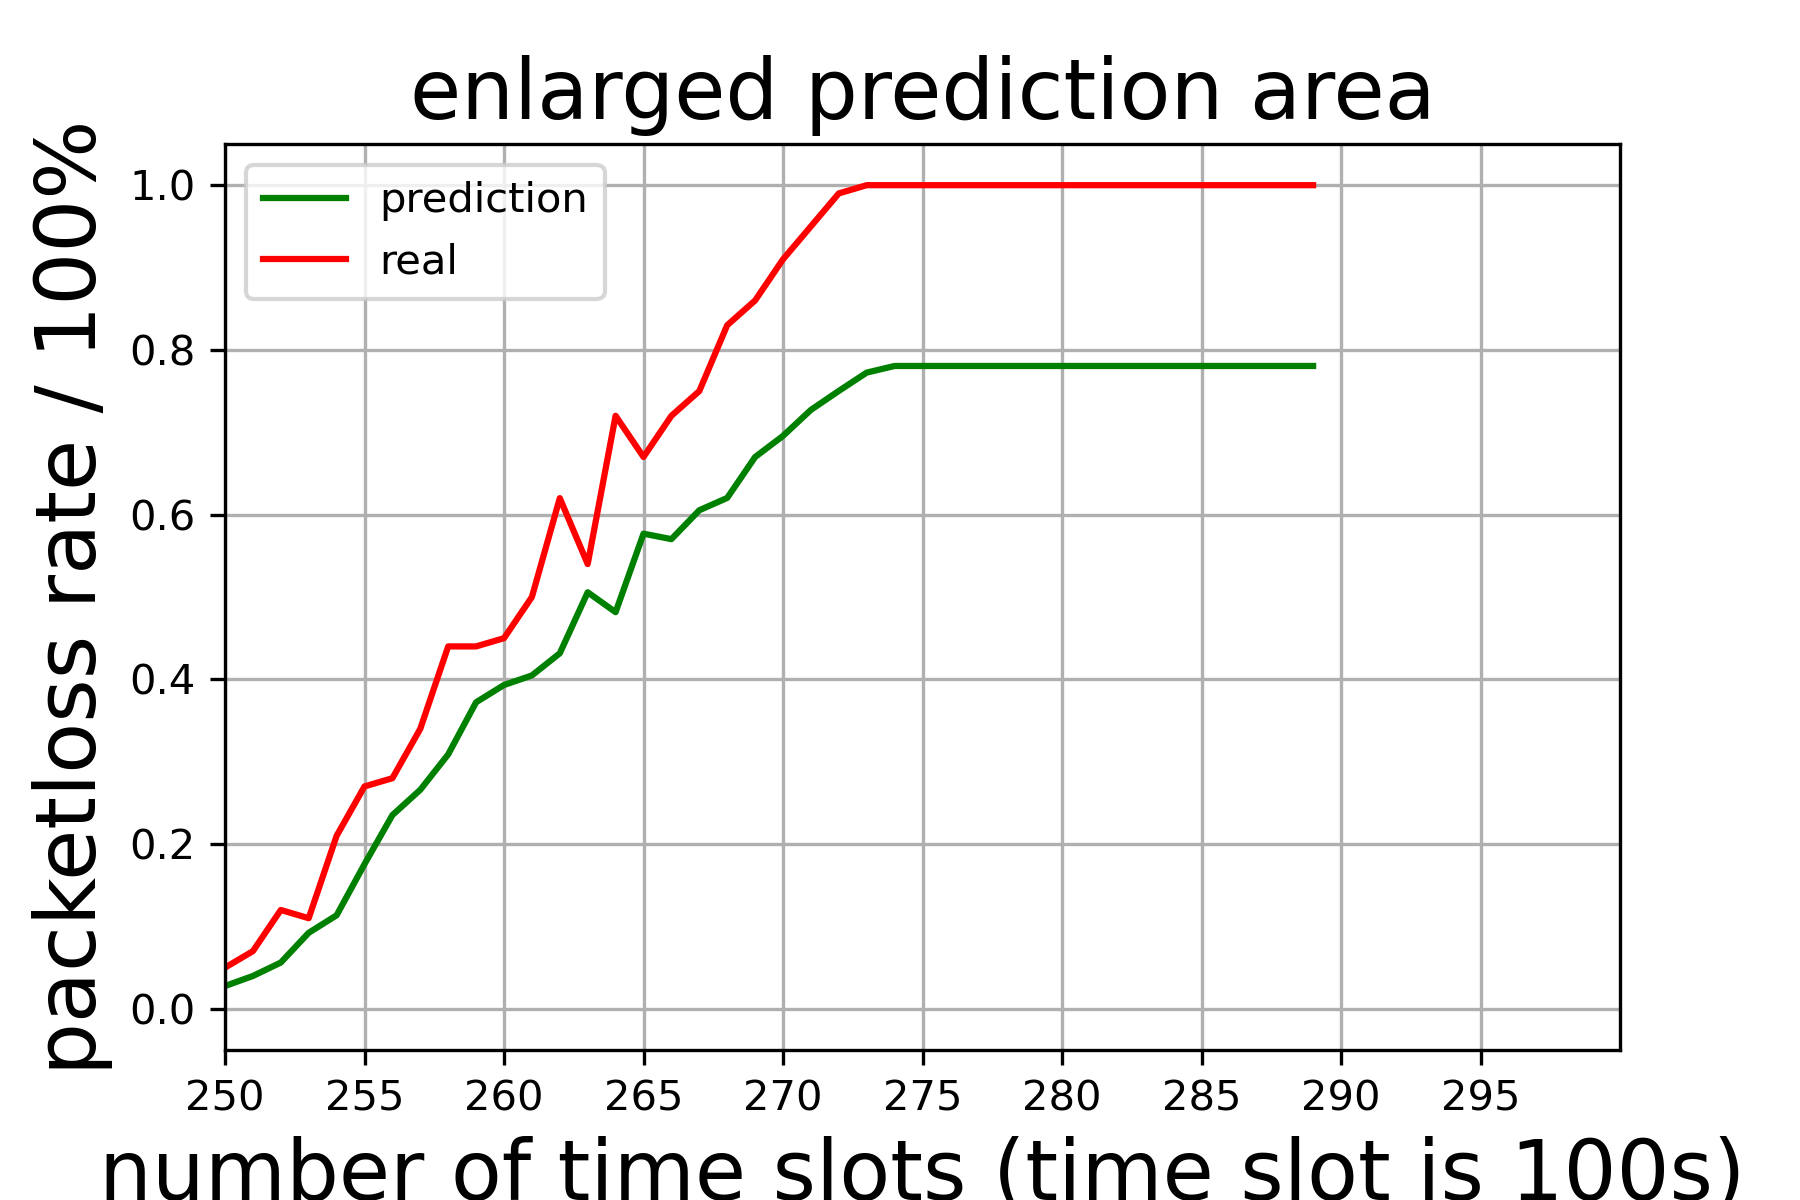 enlarged prediction area
packetloss rate / 100%
prediction
real
1.0
0.8
0.6
0.4
0.2
0.0
250 255 260 265 270 275 280 285 290 295
number of time slots (time slot is 100s)